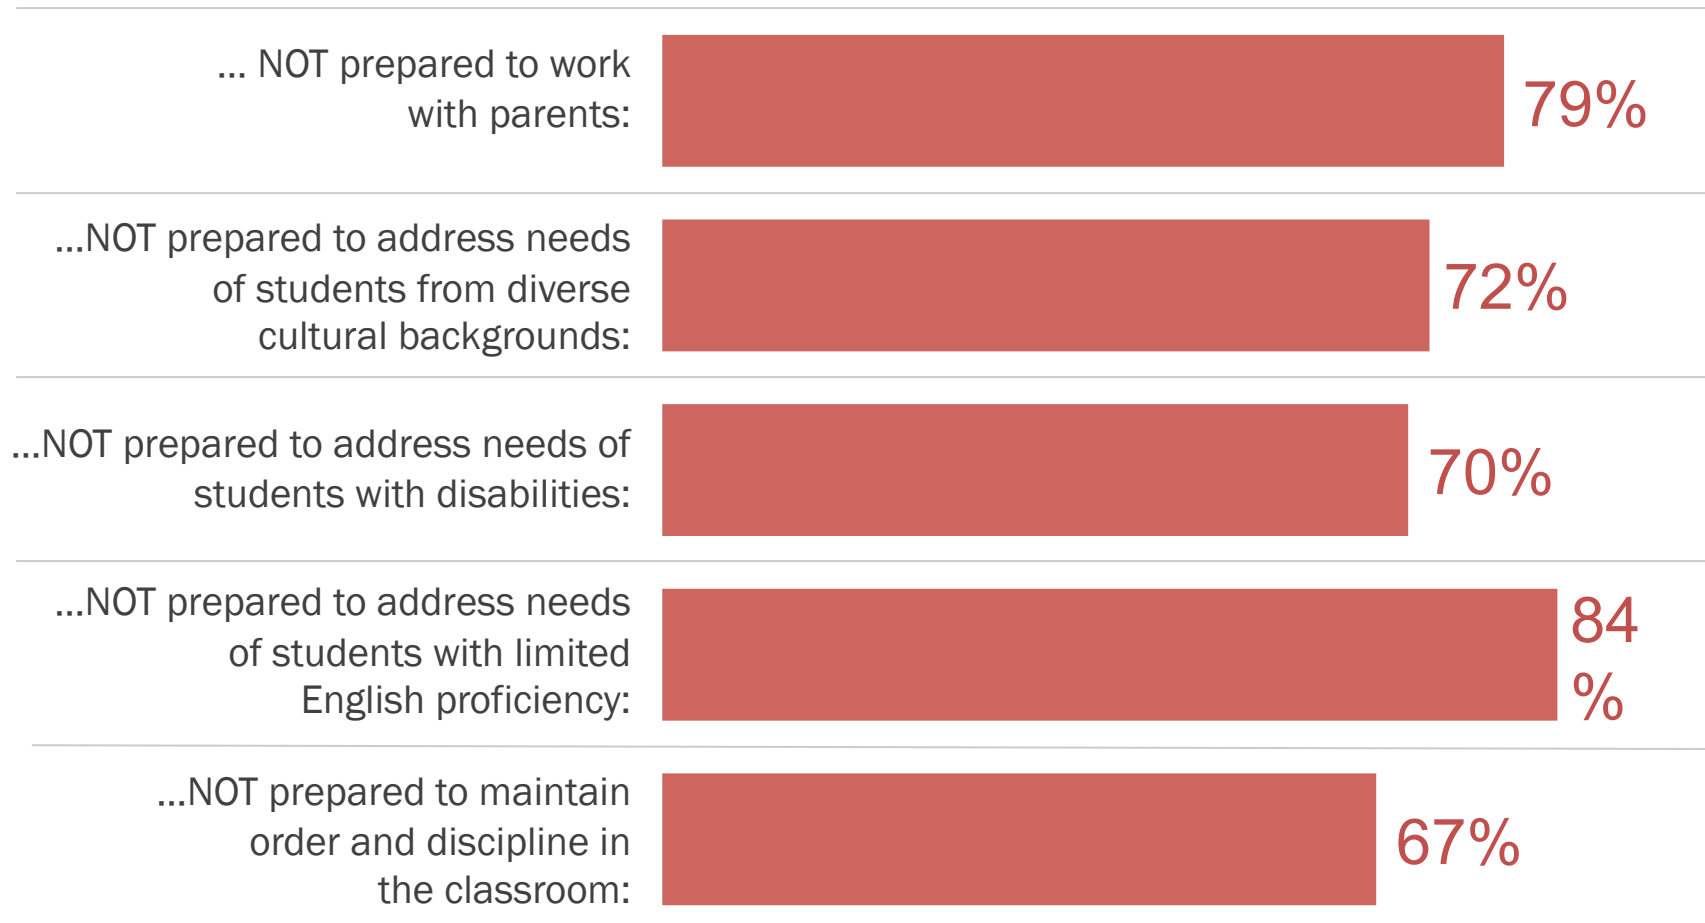 ... NOT prepared to work
with parents:
79%
...NOT prepared to address needs
of students from diverse
cultural backgrounds:
72%
...NOT prepared to address needs of
students with disabilities:
70%
...NOT prepared to address needs
of students with limited
English proficiency:
84
%
...NOT prepared to maintain
order and discipline in
the classroom:
67%